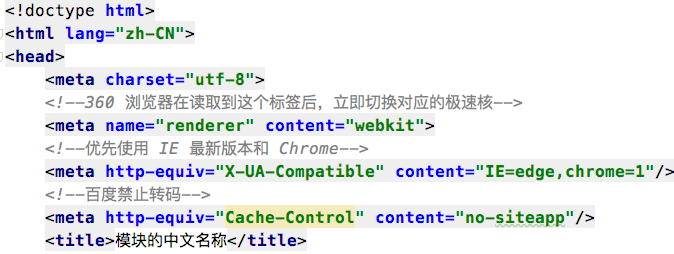 <!doctype html>
<html lang="zh-CN">
<head>
<meta charset="utf-8">
<!--360 浏览器在读取到这个标签后，立即切换对应的极速核-->
<meta name="renderer" content="webkit">
<!--优先使用 IE 最新版本和 Chrome-->
<meta http-equiv="X-UA-Compatible" content="IE=edge,chrome=1"/>
<!--百度禁止转码-->
<meta http-equiv="Cache-Control" content="no-siteapp"/>
<title>模块的中文名称</title>